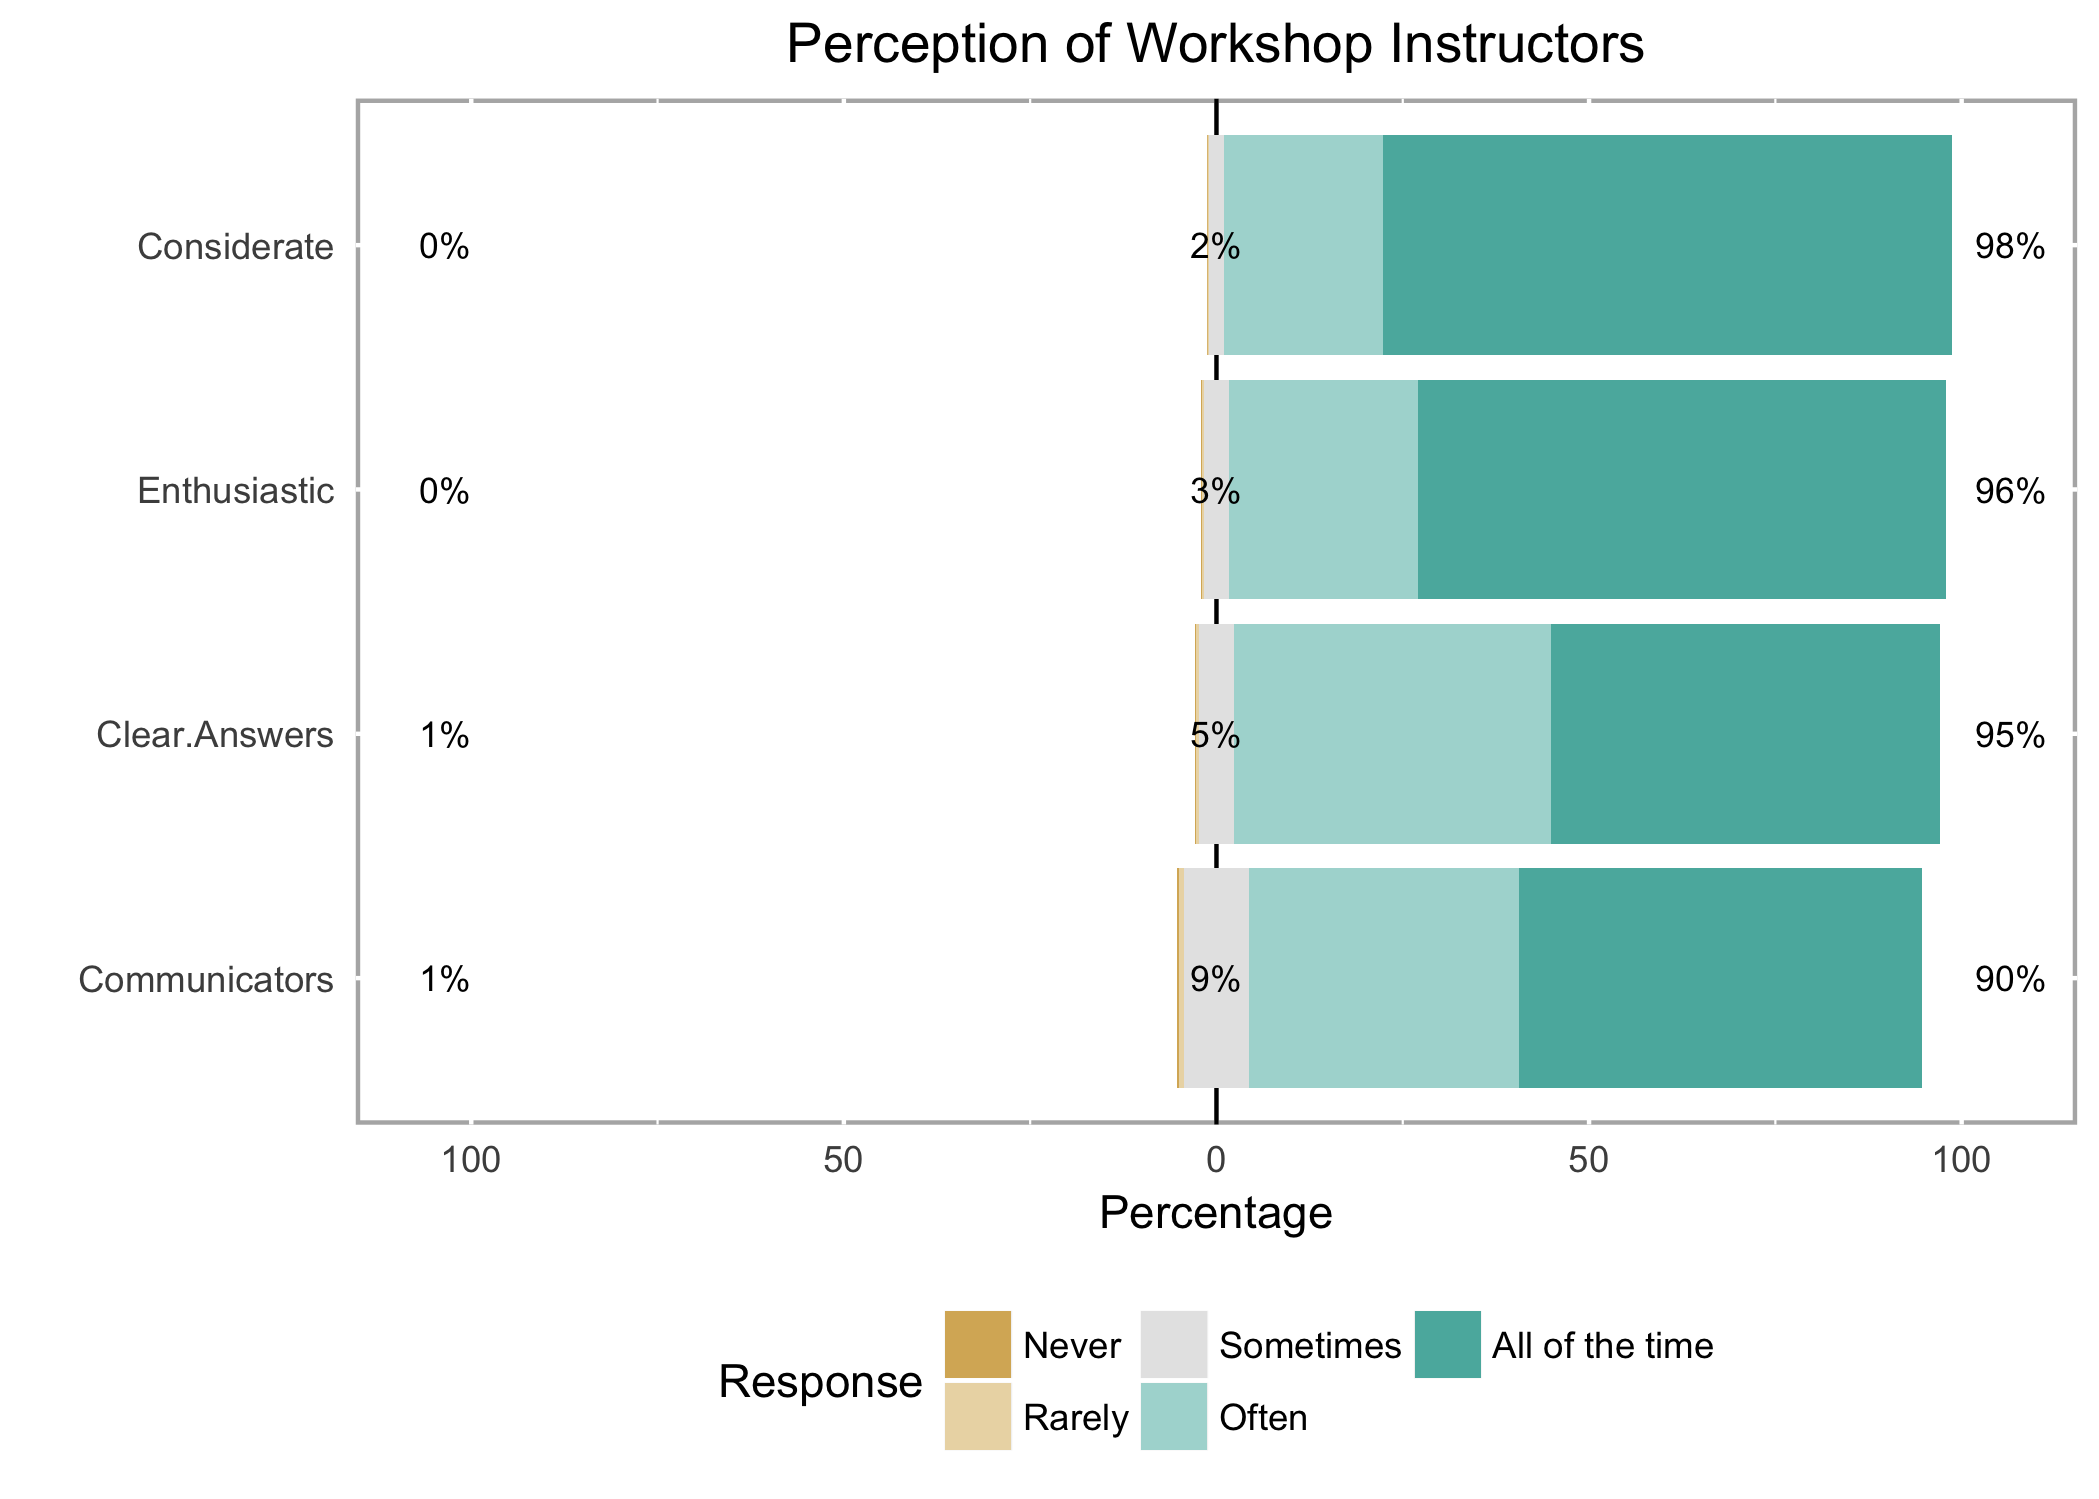 Perception of Workshop Instructors
Considerate 0% 2% 98%
Enthusiastic 0% 3% 96%
Clear.Answers 1% 5% 95%
Communicators 1% 9% 90%
100 50 0 50 100
Percentage
Response
Never Sometimes All of the time
Rarely Often